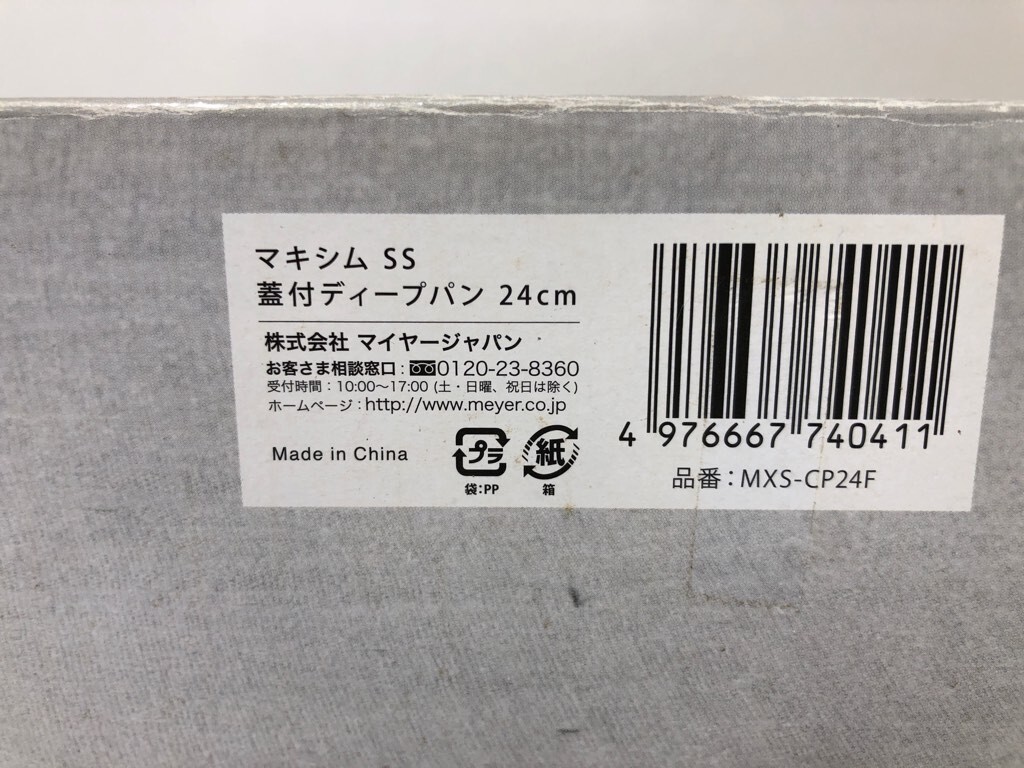 マキシム SS
蓋付ディープパン 24cm
株式会社 マイヤージャパン
お客さま相談窓口:0120-23-8360
受付時間:10:00〜17:00 (土・日曜、祝日は除く)
ホームページ:http://www.meyer.co.jp
Made in China
プラ
袋:PP
紙
箱
4 976667 740411
品番:MXS-CP24F